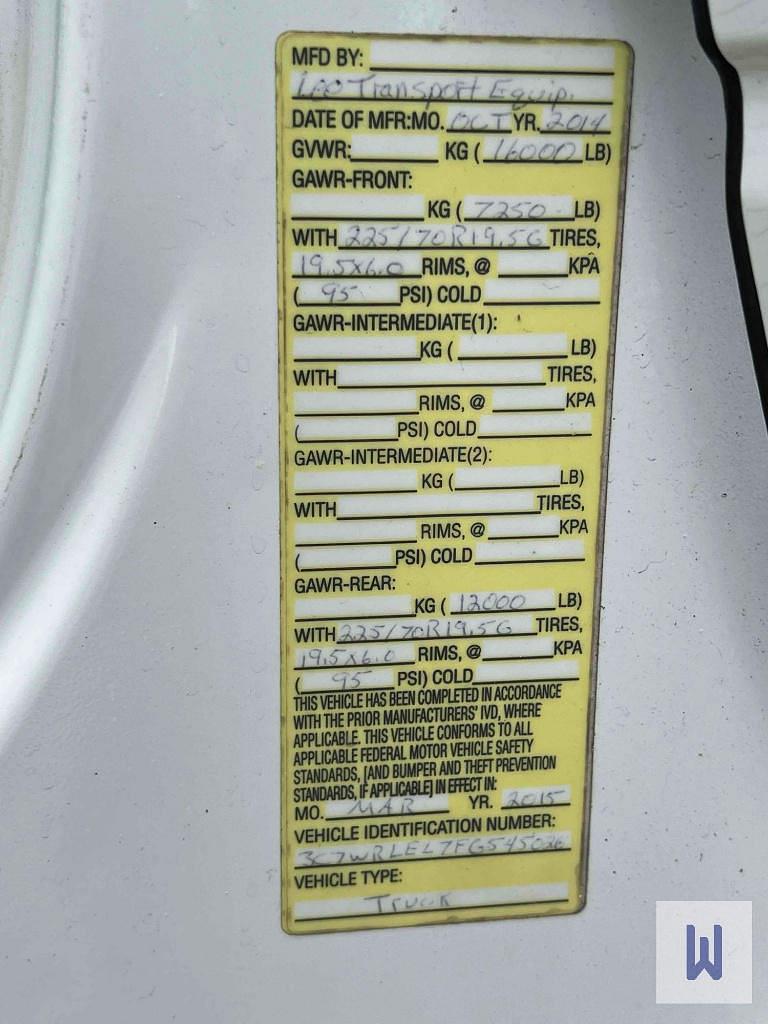 MFD BY:
Leo Transport Equip.
DATE OF MFR:MO. OCT YR. 2014
GVWR: KG ( 16000 LB)
GAWR-FRONT:
KG ( 7250 LB)
WITH 225/70R19.5G TIRES,
19.5x6.0 RIMS, @ KPA
( 95 PSI) COLD
GAWR-INTERMEDIATE(1):
KG ( LB)
WITH TIRES,
RIMS, @ KPA
( PSI) COLD
GAWR-INTERMEDIATE(2):
KG ( LB)
WITH TIRES,
RIMS, @ KPA
( PSI) COLD
GAWR-REAR:
KG ( 12000 LB)
WITH 225/70R19.5G TIRES,
19.5x6.0 RIMS, @ KPA
( 95 PSI) COLD
THIS VEHICLE HAS BEEN COMPLETED IN ACCORDANCE
WITH THE PRIOR MANUFACTURERS' IVD, WHERE
APPLICABLE. THIS VEHICLE CONFORMS TO ALL
APPLICABLE FEDERAL MOTOR VEHICLE SAFETY
STANDARDS, [AND BUMPER AND THEFT PREVENTION
STANDARDS, IF APPLICABLE] IN EFFECT IN:
MO. MAR YR. 2015
VEHICLE IDENTIFICATION NUMBER:
3C7WRLEL7FG545026
VEHICLE TYPE:
Truck
W